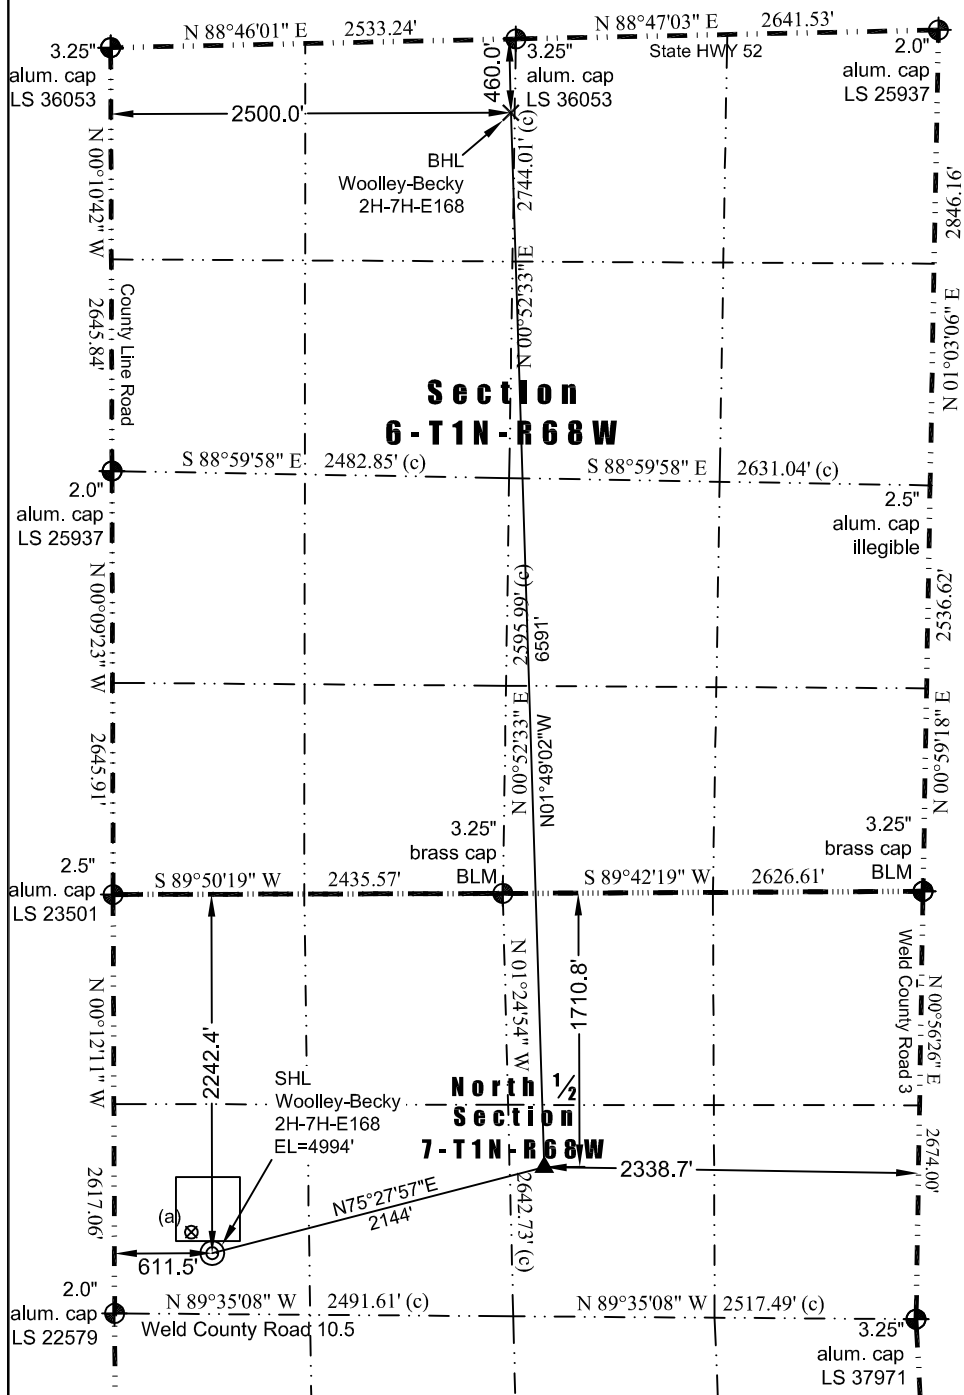 N 88°46'01" E 2533.24'
N 88°47'03" E 2641.53'
State HWY 52
3.25"
alum. cap
LS 36053
3.25"
alum. cap
LS 36053
2.0"
alum. cap
LS 25937
460.0'
2500.0'
BHL
Woolley-Becky
2H-7H-E168
N 00°10'42" W 2645.84'
County Line Road
N 00°52'33" E 2744.01' (c)
N 01°03'06" E 2846.16'
Section
6-T1N-R68W
S 88°59'58" E 2482.85' (c)
S 88°59'58" E 2631.04' (c)
2.0"
alum. cap
LS 25937
2.5"
alum. cap
illegible
N 00°09'23" W 2645.91'
N 00°52'33" E 2595.99' (c)
N01°49'02"W 6591'
N 00°59'18" E 2536.62'
3.25"
brass cap
BLM
3.25"
brass cap
BLM
2.5"
alum. cap
LS 23501
S 89°50'19" W 2435.57'
S 89°42'19" W 2626.61'
N 00°12'11" W 2617.06'
2242.4'
N 01°24'54" W 2642.73' (c)
1710.8'
Weld County Road 3
N 00°56'26" E 2674.00'
SHL
Woolley-Becky
2H-7H-E168
EL=4994'
North 1/2
Section
7-T1N-R68W
2338.7'
N75°27'57"E
2144'
(a)
611.5'
2.0"
alum. cap
LS 22579
N 89°35'08" W 2491.61' (c)
N 89°35'08" W 2517.49' (c)
Weld County Road 10.5
3.25"
alum. cap
LS 37971